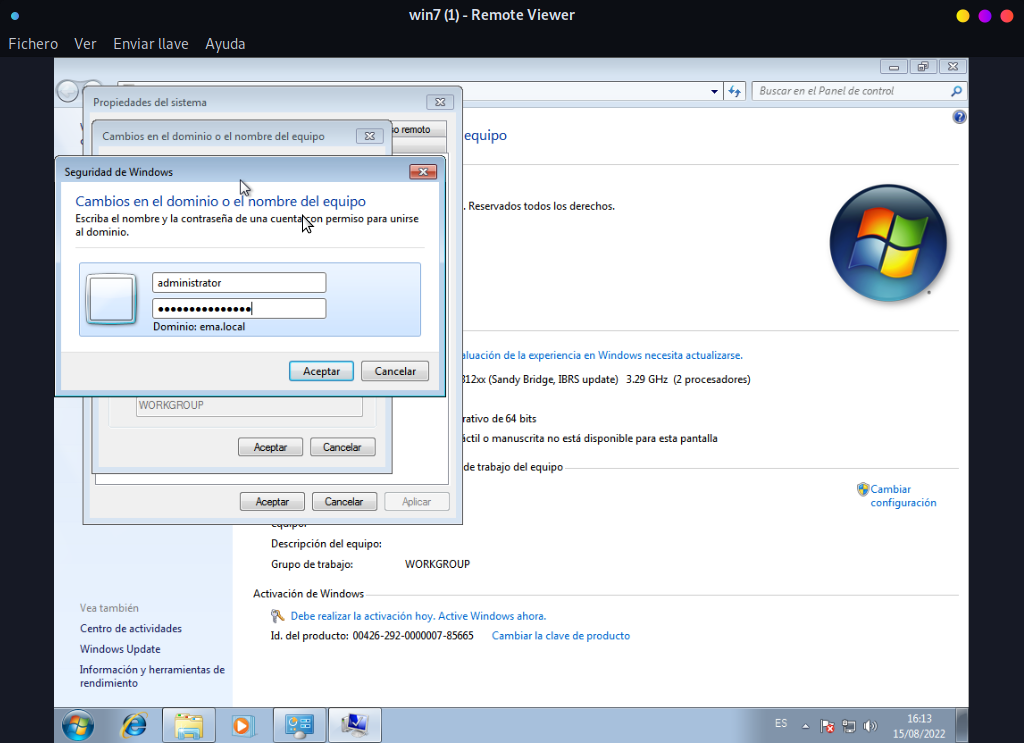 win7 (1) - Remote Viewer
Fichero Ver Enviar llave Ayuda
Buscar en el Panel de control
Propiedades del sistema
Cambios en el dominio o el nombre del equipo
so remoto
equipo
Seguridad de Windows
Cambios en el dominio o el nombre del equipo
Escriba el nombre y la contraseña de una cuenta con permiso para unirse
al dominio.
. Reservados todos los derechos.
administrator
●●●●●●●●●●●●●●●
Dominio: ema.local
Aceptar Cancelar
aluación de la experiencia en Windows necesita actualizarse.
312xx (Sandy Bridge, IBRS update) 3.29 GHz (2 procesadores)
WORKGROUP
rativo de 64 bits
áctil o manuscrita no está disponible para esta pantalla
Aceptar Cancelar
de trabajo del equipo
Aceptar Cancelar Aplicar
Cambiar
configuración
Descripción del equipo:
Grupo de trabajo: WORKGROUP
Activación de Windows
Debe realizar la activación hoy. Active Windows ahora.
Id. del producto: 00426-292-0000007-85665 Cambiar la clave de producto
Vea también
Centro de actividades
Windows Update
Información y herramientas de
rendimiento
ES
16:13
15/08/2022